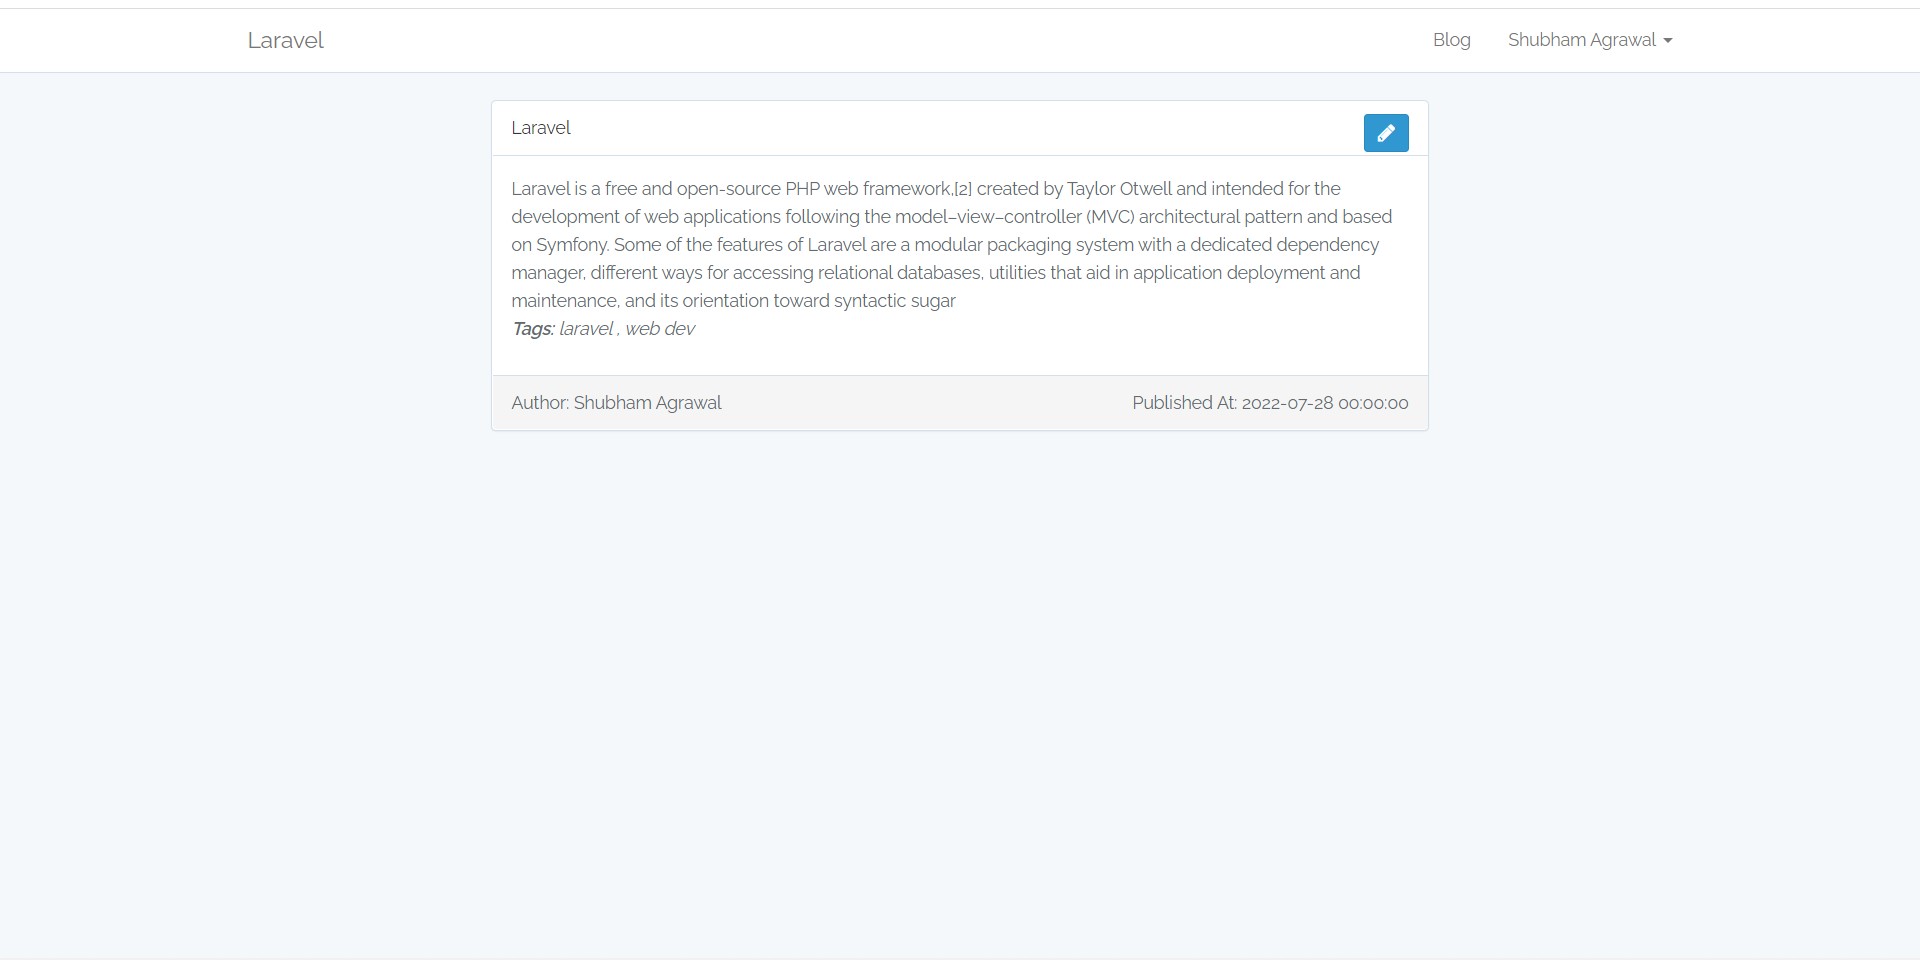 Laravel
Blog
Shubham Agrawal
Laravel
Laravel is a free and open-source PHP web framework,[2] created by Taylor Otwell and intended for the
development of web applications following the model–view–controller (MVC) architectural pattern and based
on Symfony. Some of the features of Laravel are a modular packaging system with a dedicated dependency
manager, different ways for accessing relational databases, utilities that aid in application deployment and
maintenance, and its orientation toward syntactic sugar
Tags: laravel , web dev
Author: Shubham Agrawal
Published At: 2022-07-28 00:00:00